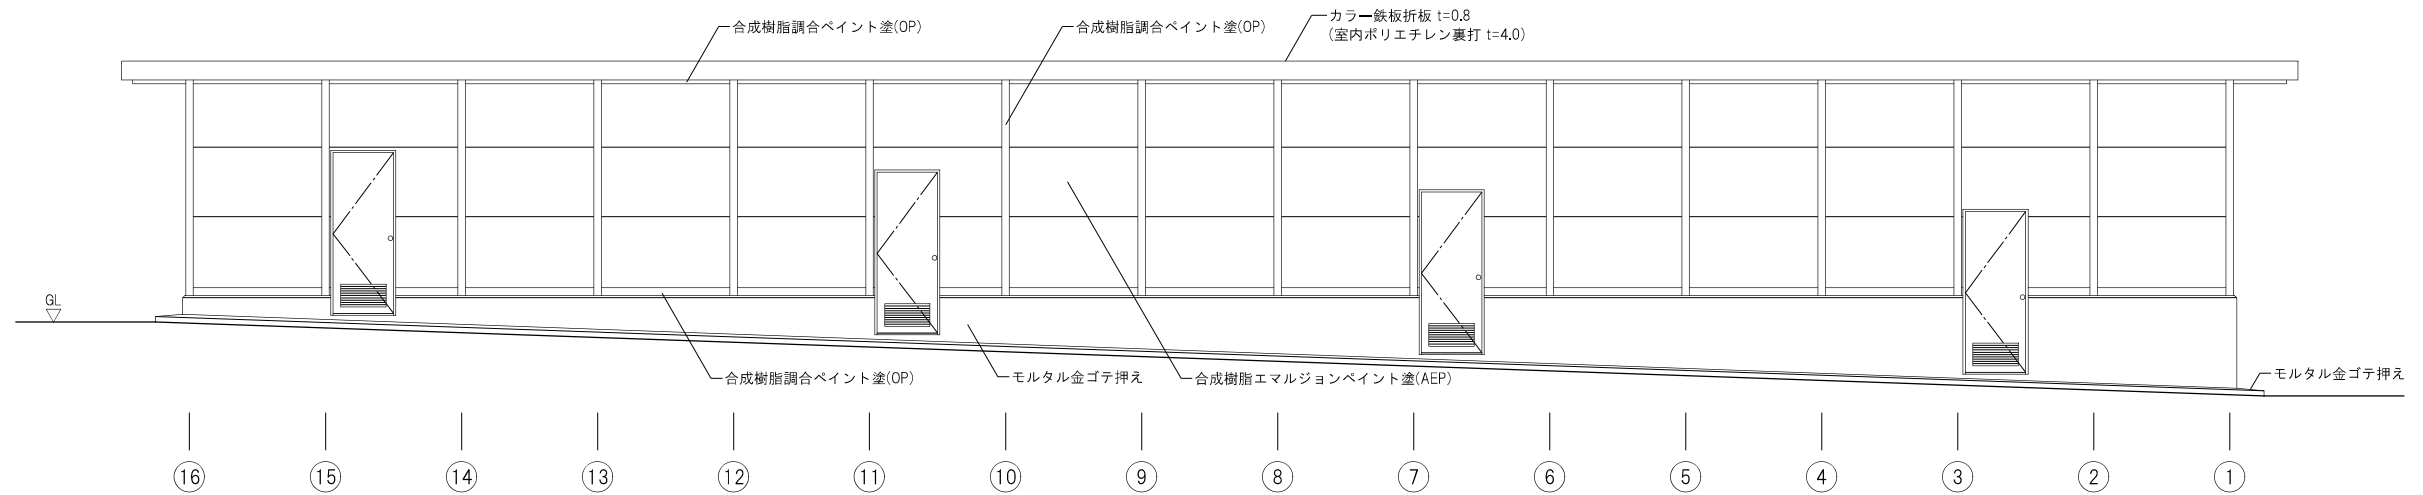 合成樹脂調合ペイント塗(OP)
合成樹脂調合ペイント塗(OP)
カラー鉄板折板 t=0.8
(室内ポリエチレン裏打 t=4.0)
GL
合成樹脂調合ペイント塗(OP)
モルタル金ゴテ押え
合成樹脂エマルジョンペイント塗(AEP)
モルタル金ゴテ押え
16 15 14 13 12 11 10 9 8 7 6 5 4 3 2 1